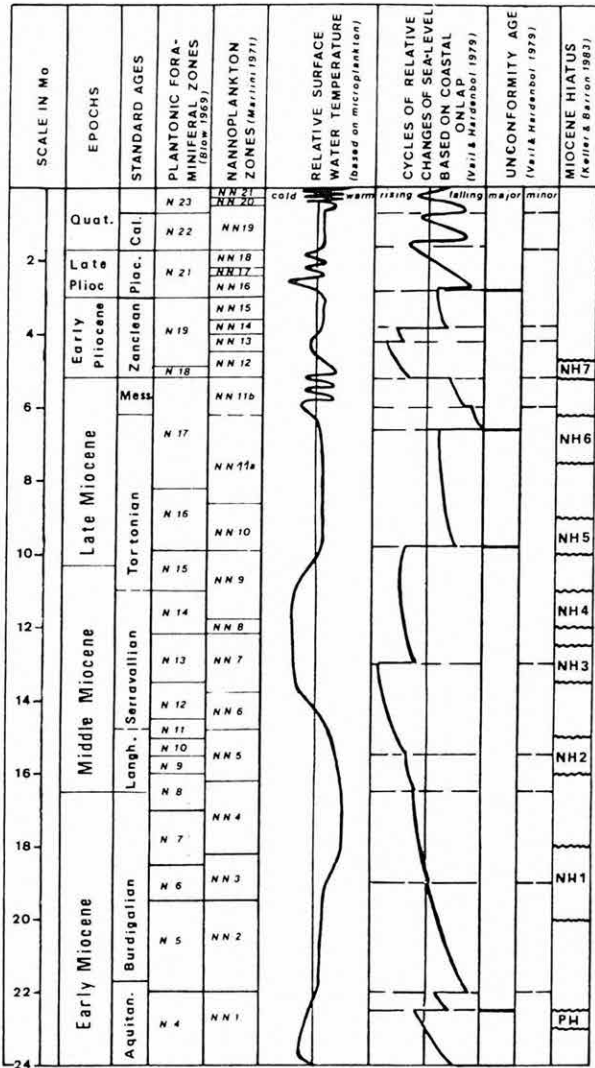 SCALE IN Mo
EPOCHS
STANDARD AGES
PLANTONIC FORA-
MINIFERAL ZONES
(Blow 1969)
NANNOPLANKTON
ZONES (Martini 1971)
RELATIVE SURFACE
WATER TEMPERATURE
(based on microplankton)
CYCLES OF RELATIVE
CHANGES OF SEA-LEVEL
BASED ON COASTAL
ONLAP
(Vail & Hardenbol 1979)
UNCONFORMITY AGE
(Vail & Hardenbol 1979)
MIOCENE HIATUS
(Keller & Barron 1983)
cold warm rising falling major minor
2
4
6
8
10
12
14
16
18
20
22
24
Quat.
Late
Plioc
Early
Pliocene
Late Miocene
Middle Miocene
Early Miocene
Cal.
Piac.
Zanclean
Mess.
Tortonian
Serravallian
Langh.
Burdigalian
Aquitan.
N 23
N 22
N 21
N 19
N 18
N 17
N 16
N 15
N 14
N 13
N 12
N 11
N 10
N 9
N 8
N 7
N 6
N 5
N 4
NN 21
NN 20
NN19
NN 18
NN 17
NN 16
NN 15
NN 14
NN 13
NN 12
NN 11b
NN 11a
NN 10
NN 9
NN 8
NN 7
NN 6
NN 5
NN 4
NN 3
NN 2
NN 1
NH7
NH6
NH5
NH4
NH3
NH2
NH1
PH